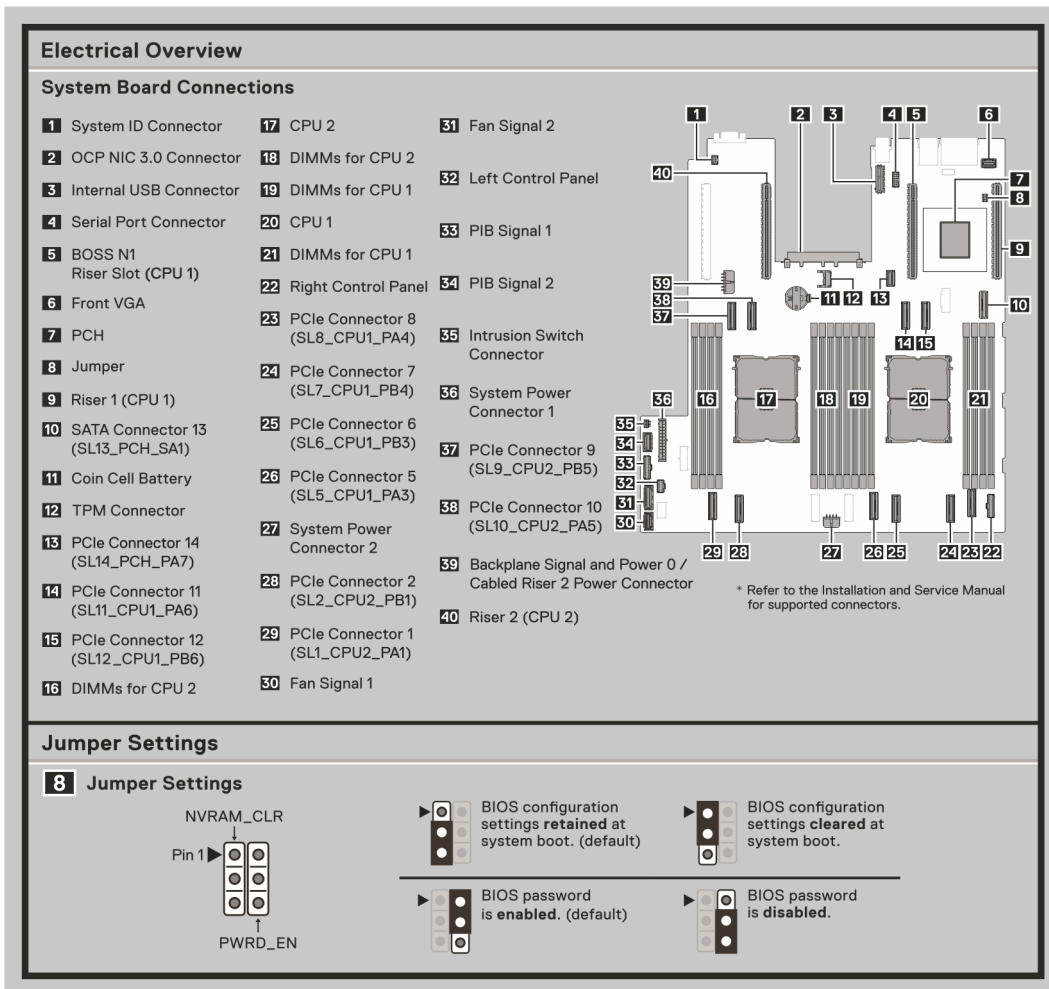 Electrical Overview
System Board Connections
1 System ID Connector
2 OCP NIC 3.0 Connector
3 Internal USB Connector
4 Serial Port Connector
5 BOSS N1
Riser Slot (CPU 1)
6 Front VGA
7 PCH
8 Jumper
9 Riser 1 (CPU 1)
10 SATA Connector 13
(SL13_PCH_SA1)
11 Coin Cell Battery
12 TPM Connector
13 PCIe Connector 14
(SL14_PCH_PA7)
14 PCIe Connector 11
(SL11_CPU1_PA6)
15 PCIe Connector 12
(SL12_CPU1_PB6)
16 DIMMs for CPU 2
17 CPU 2
18 DIMMs for CPU 2
19 DIMMs for CPU 1
20 CPU 1
21 DIMMs for CPU 1
22 Right Control Panel
23 PCIe Connector 8
(SL8_CPU1_PA4)
24 PCIe Connector 7
(SL7_CPU1_PB4)
25 PCIe Connector 6
(SL6_CPU1_PB3)
26 PCIe Connector 5
(SL5_CPU1_PA3)
27 System Power
Connector 2
28 PCIe Connector 2
(SL2_CPU2_PB1)
29 PCIe Connector 1
(SL1_CPU2_PA1)
30 Fan Signal 1
31 Fan Signal 2
32 Left Control Panel
33 PIB Signal 1
34 PIB Signal 2
35 Intrusion Switch
Connector
36 System Power
Connector 1
37 PCIe Connector 9
(SL9_CPU2_PB5)
38 PCIe Connector 10
(SL10_CPU2_PA5)
39 Backplane Signal and Power 0 /
Cabled Riser 2 Power Connector
40 Riser 2 (CPU 2)
1 2 3 4 5 6
40
7
8
9
39 11 12 13
38
10
37
14 15
16 17 18 19 20 21
36
35
34
33
32
31
30
29 28 27 26 25 24 23 22
* Refer to the Installation and Service Manual
for supported connectors.
Jumper Settings
8 Jumper Settings
NVRAM_CLR
Pin 1
PWRD_EN
BIOS configuration
settings retained at
system boot. (default)
BIOS configuration
settings cleared at
system boot.
BIOS password
is enabled. (default)
BIOS password
is disabled.